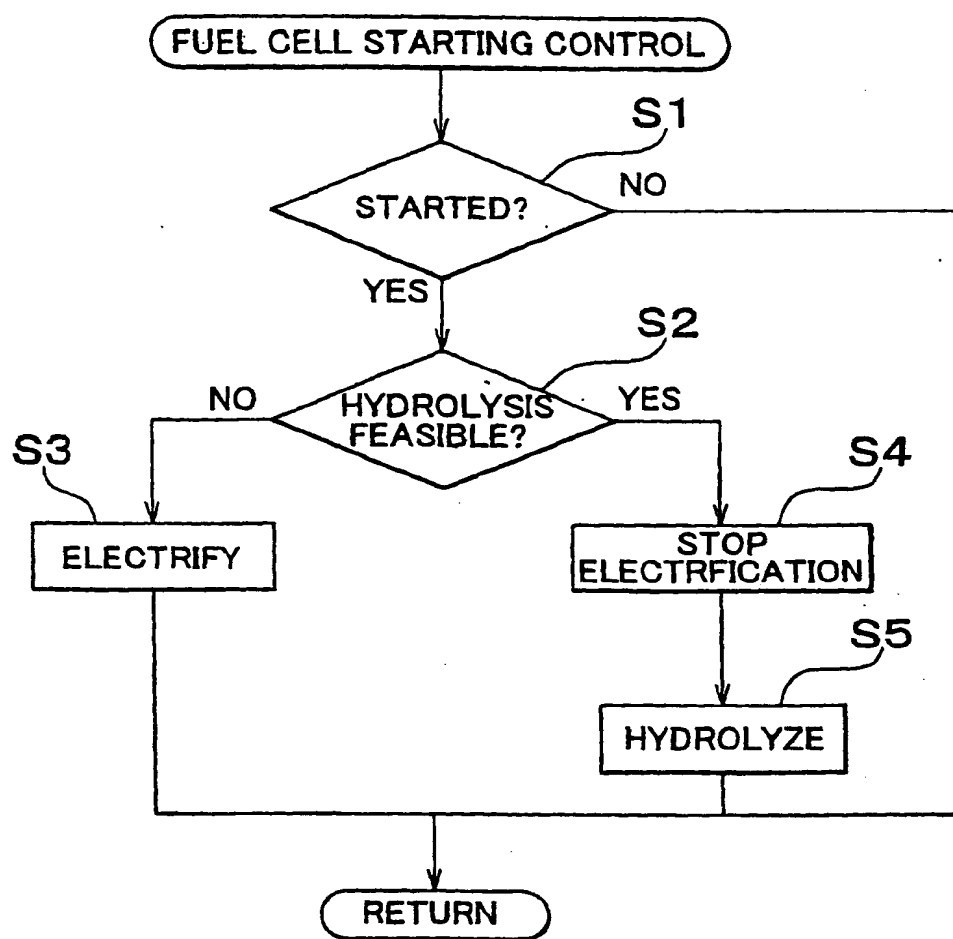 FUEL CELL STARTING CONTROL
S1
STARTED?
NO
YES
S2
HYDROLYSIS
FEASIBLE?
NO
YES
S3
ELECTRIFY
S4
STOP
ELECTRFICATION
S5
HYDROLYZE
RETURN